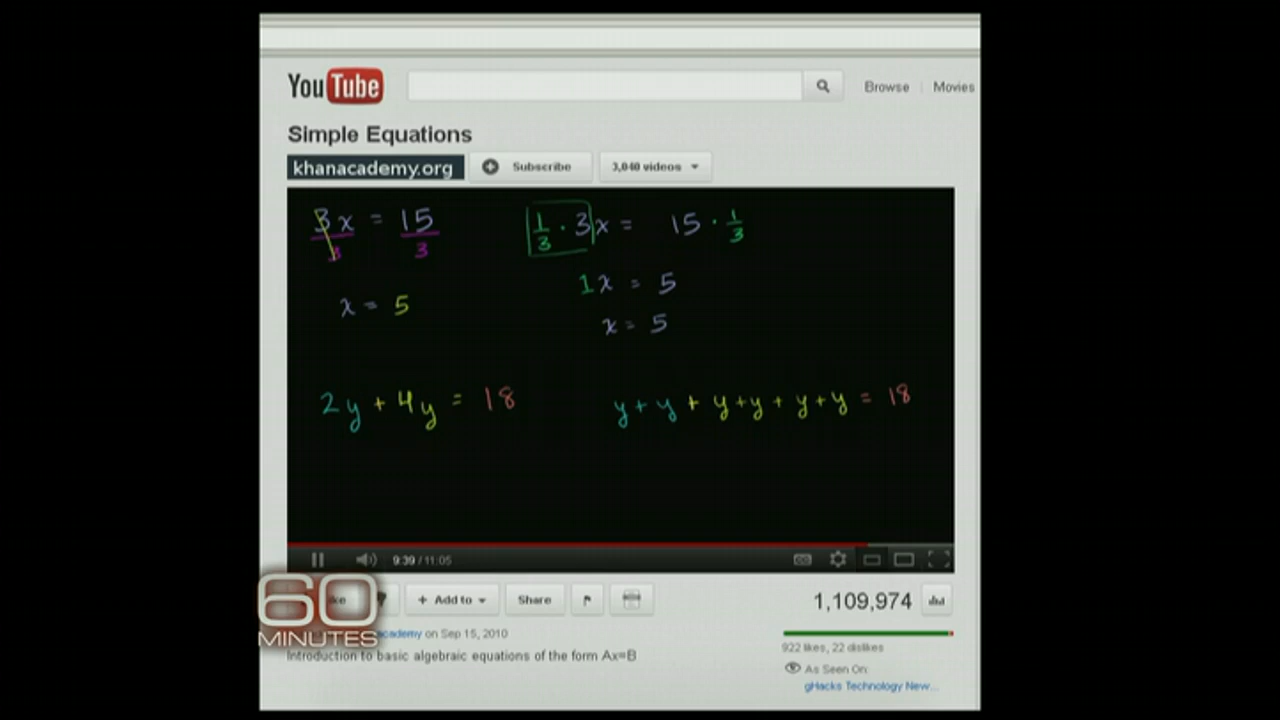 YouTube
Browse
Movies
Simple Equations
khanacademy.org
Subscribe
3,040 videos
3x = 15
3 3
x = 5
1/3 · 3x = 15 · 1/3
1x = 5
x = 5
2y + 4y = 18
y + y + y + y + y + y = 18
9:39 / 11:05
60
MINUTES
+ Add to
Share
1,109,974
academy on Sep 15, 2010
Introduction to basic algebraic equations of the form Ax=B
922 likes, 22 dislikes
As Seen On:
gHacks Technology New...